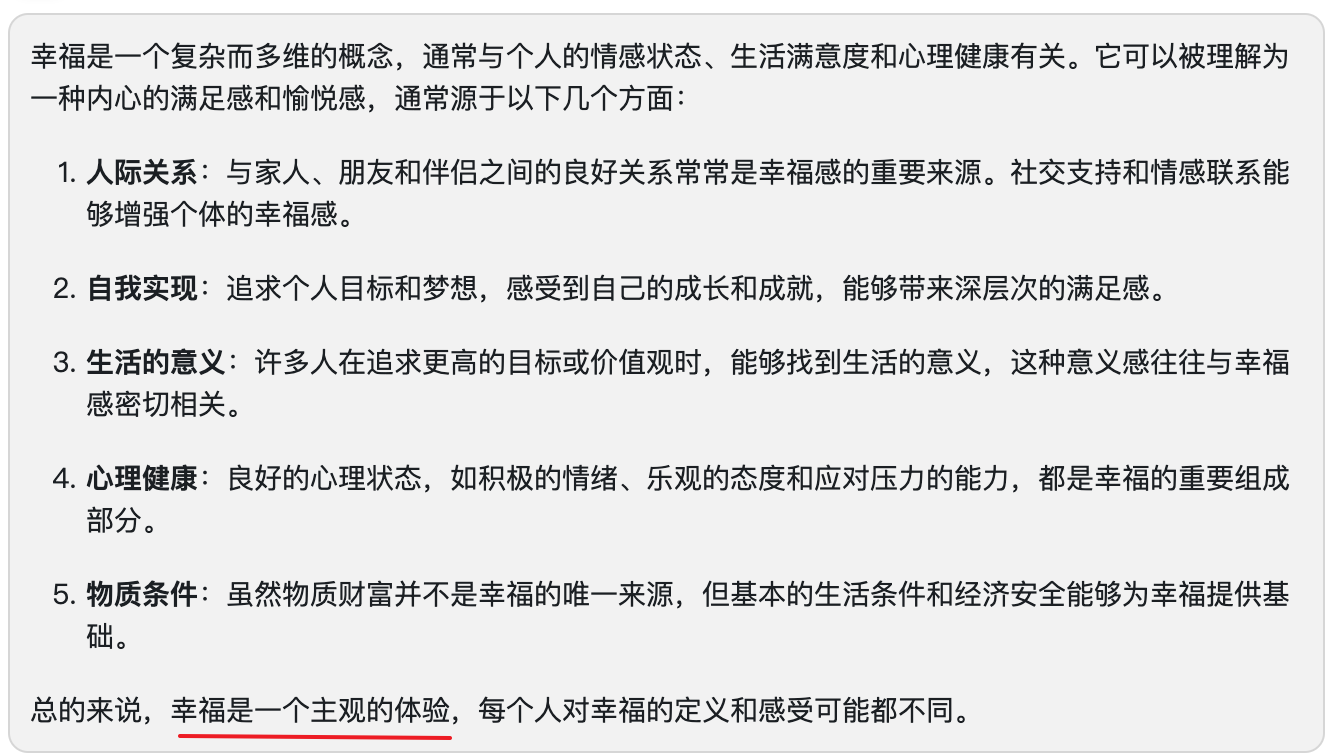 幸福是一个复杂而多维的概念，通常与个人的情感状态、生活满意度和心理健康有关。它可以被理解为
一种内心的满足感和愉悦感，通常源于以下几个方面：
1. 人际关系：与家人、朋友和伴侣之间的良好关系常常是幸福感的重要来源。社交支持和情感联系能
够增强个体的幸福感。
2. 自我实现：追求个人目标和梦想，感受到自己的成长和成就，能够带来深层次的满足感。
3. 生活的意义：许多人在追求更高的目标或价值观时，能够找到生活的意义，这种意义感往往与幸福
感密切相关。
4. 心理健康：良好的心理状态，如积极的情绪、乐观的态度和应对压力的能力，都是幸福的重要组成
部分。
5. 物质条件：虽然物质财富并不是幸福的唯一来源，但基本的生活条件和经济安全能够为幸福提供基
础。
总的来说，幸福是一个主观的体验，每个人对幸福的定义和感受可能都不同。